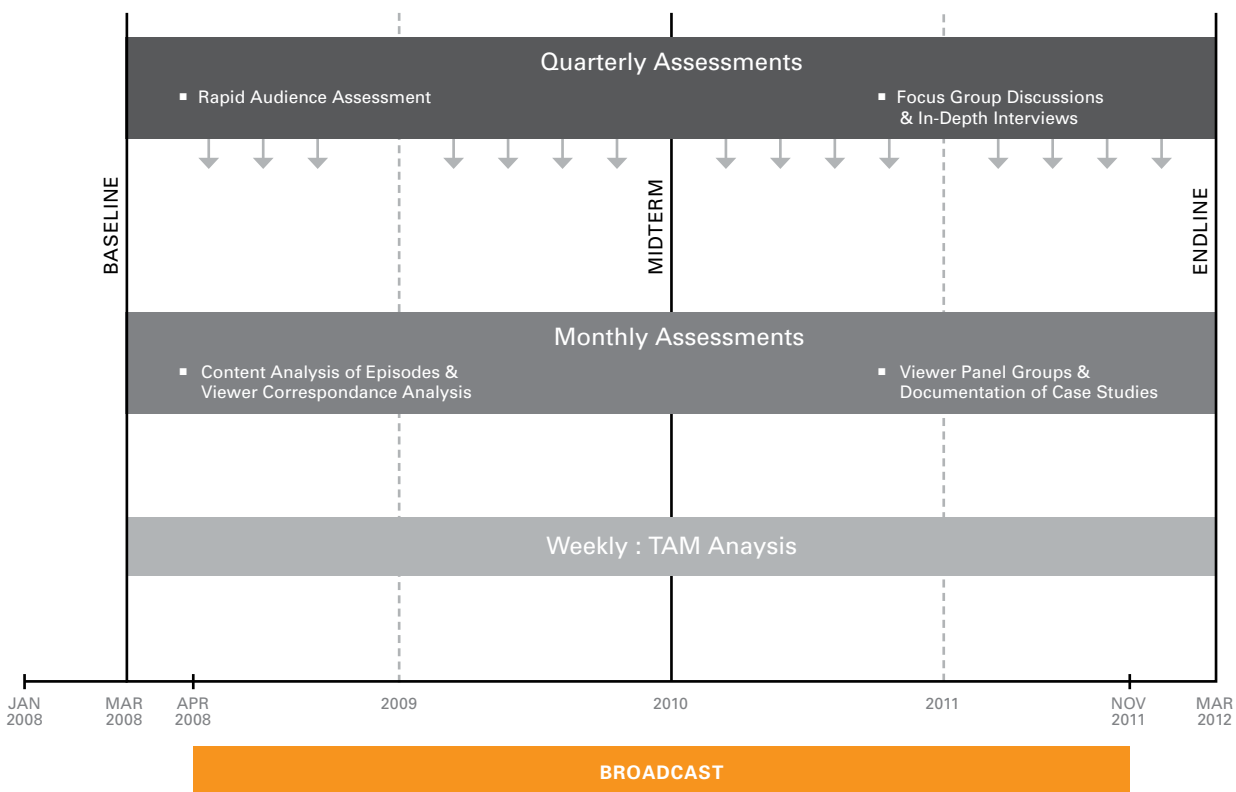 Quarterly Assessments
▪ Rapid Audience Assessment
▪ Focus Group Discussions
& In-Depth Interviews
BASELINE
MIDTERM
ENDLINE
Monthly Assessments
▪ Content Analysis of Episodes &
Viewer Correspondance Analysis
▪ Viewer Panel Groups &
Documentation of Case Studies
Weekly : TAM Anaysis
JAN
2008
MAR
2008
APR
2008
2009
2010
2011
NOV
2011
MAR
2012
BROADCAST